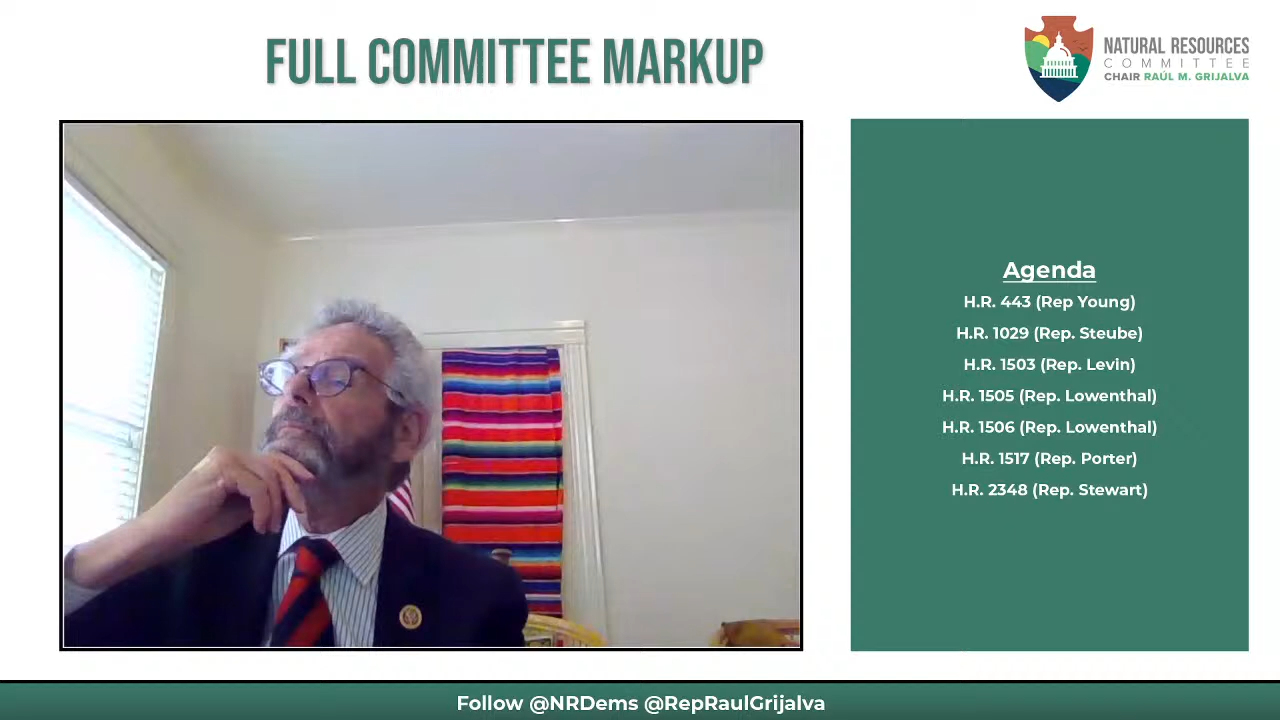 FULL COMMITTEE MARKUP
NATURAL RESOURCES
COMMITTEE
CHAIR RAÚL M. GRIJALVA
Agenda
H.R. 443 (Rep Young)
H.R. 1029 (Rep. Steube)
H.R. 1503 (Rep. Levin)
H.R. 1505 (Rep. Lowenthal)
H.R. 1506 (Rep. Lowenthal)
H.R. 1517 (Rep. Porter)
H.R. 2348 (Rep. Stewart)
Follow @NRDems @RepRaulGrijalva